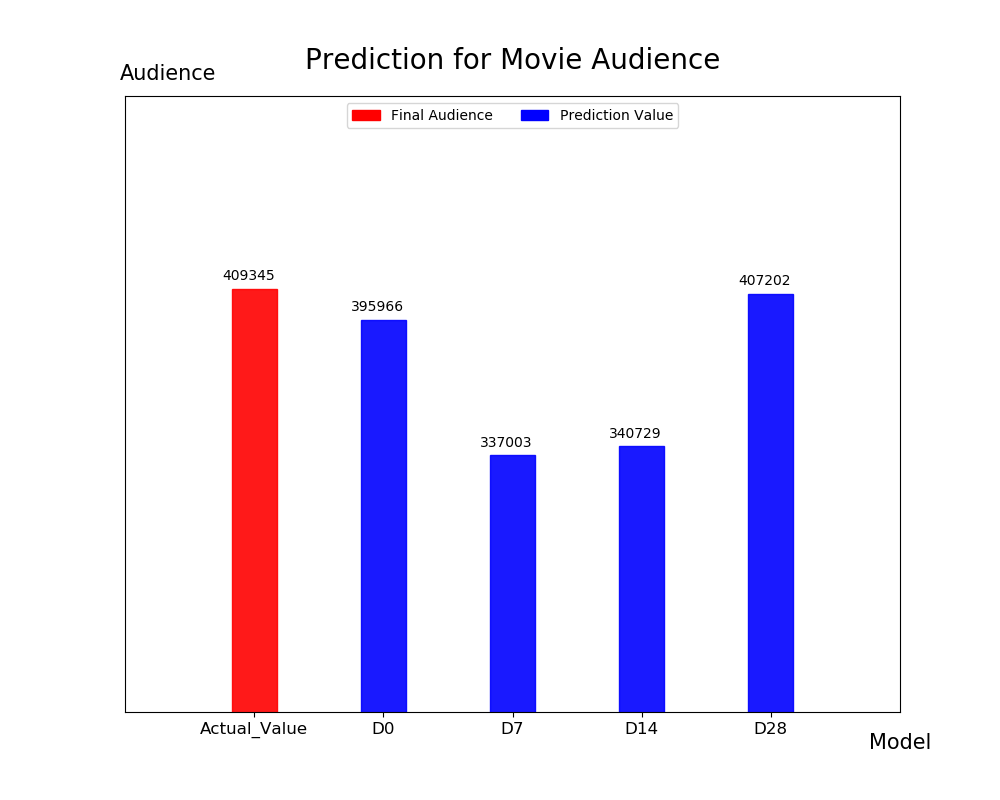 Prediction for Movie Audience
Audience
Final Audience Prediction Value
409345
395966
337003
340729
407202
Actual_Value D0 D7 D14 D28
Model